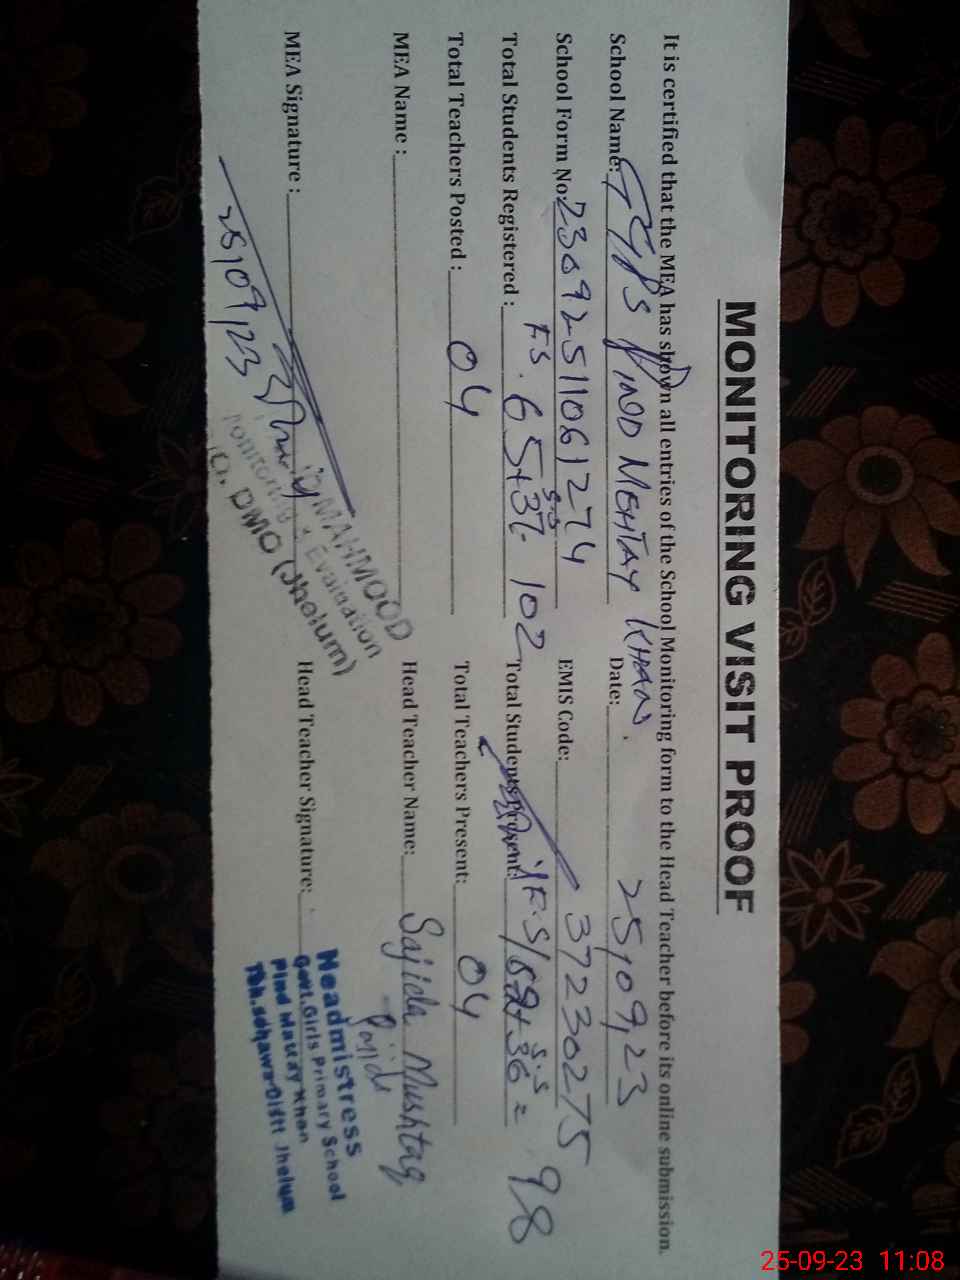 MONITORING VISIT PROOF
It is certified that the MEA has shown all entries of the School Monitoring form to the Head Teacher before its online submission.
School Name: GGPS PIND MEHTAY KHAN. Date: 25,09,23
School Form No: 23092511061274 EMIS Code: 37230275
Total Students Registered : F.S. 65+37 S.S = 102 Total Students Present: F.S/ +36 S.S = 98
Total Teachers Posted : 04 Total Teachers Present: 04
MEA Name : Head Teacher Name: Sajida Mushtaq
MEA Signature : Head Teacher Signature:
25,09,23
MAHMOOD
Monitoring & Evaluation
DMO (Jhelum)
Headmistress
Govt.Girls Primary School
Pind Matay Khan
Teh.sohawa Distt Jhelum
25-09-23 11:08